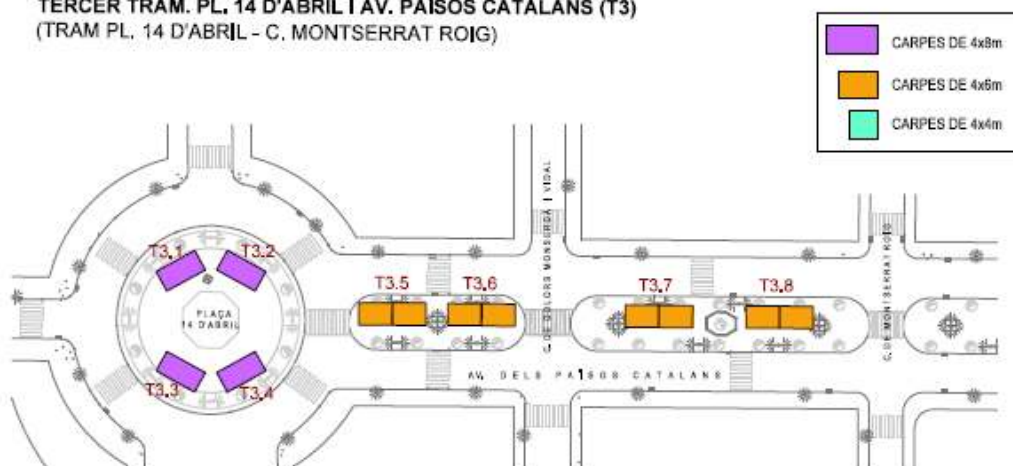 TERCER TRAM. PL. 14 D'ABRIL I AV. PAÏSOS CATALANS (T3)
(TRAM PL. 14 D'ABRIL - C. MONTSERRAT ROIG)
CARPES DE 4x8m
CARPES DE 4x6m
CARPES DE 4x4m
T3.1
T3.2
T3.3
T3.4
PLAÇA
14 D'ABRIL
T3.5
T3.6
T3.7
T3.8
C. DE DOLORS MONSERDÀ I VIDAL
C. DE MONTSERRAT ROIG
AV. DELS PAÏSOS CATALANS